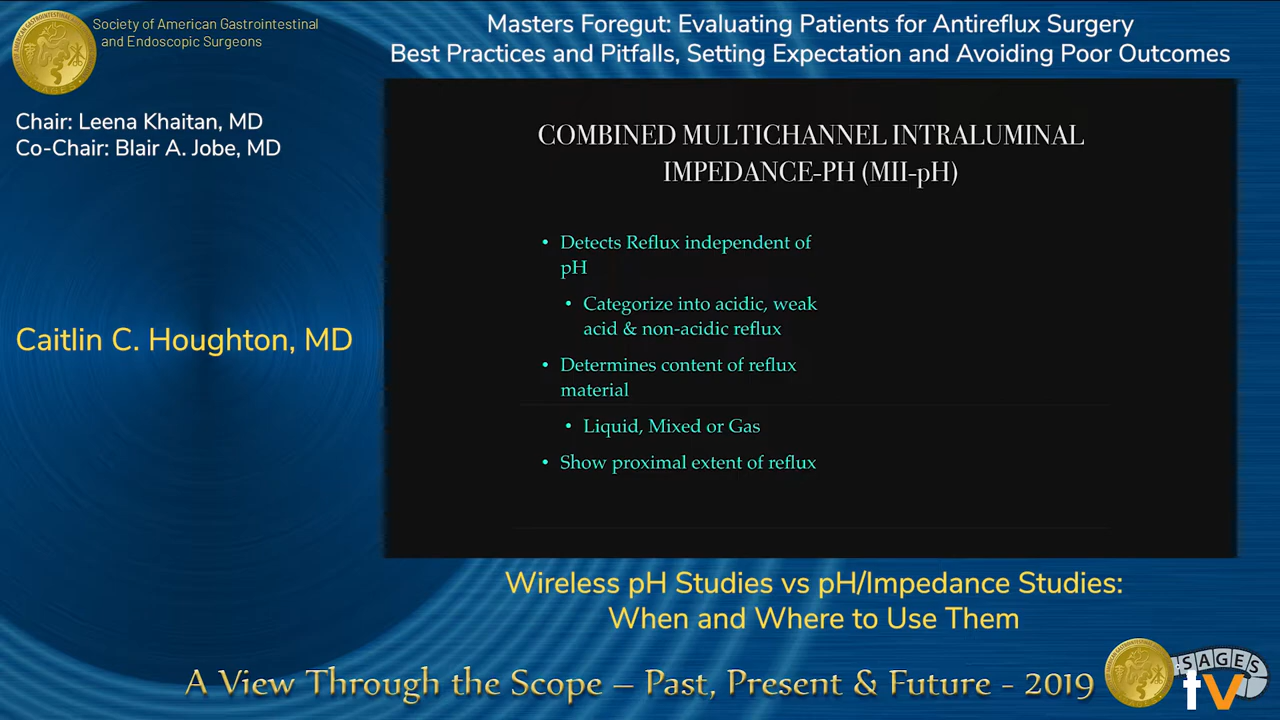 Society of American Gastrointestinal
and Endoscopic Surgeons
Masters Foregut: Evaluating Patients for Antireflux Surgery
Best Practices and Pitfalls, Setting Expectation and Avoiding Poor Outcomes
Chair: Leena Khaitan, MD
Co-Chair: Blair A. Jobe, MD
COMBINED MULTICHANNEL INTRALUMINAL
IMPEDANCE-PH (MII-pH)
• Detects Reflux independent of
pH
• Categorize into acidic, weak
acid & non-acidic reflux
• Determines content of reflux
material
• Liquid, Mixed or Gas
• Show proximal extent of reflux
Caitlin C. Houghton, MD
Wireless pH Studies vs pH/Impedance Studies:
When and Where to Use Them
A View Through the Scope – Past, Present & Future - 2019
SAGES
tv